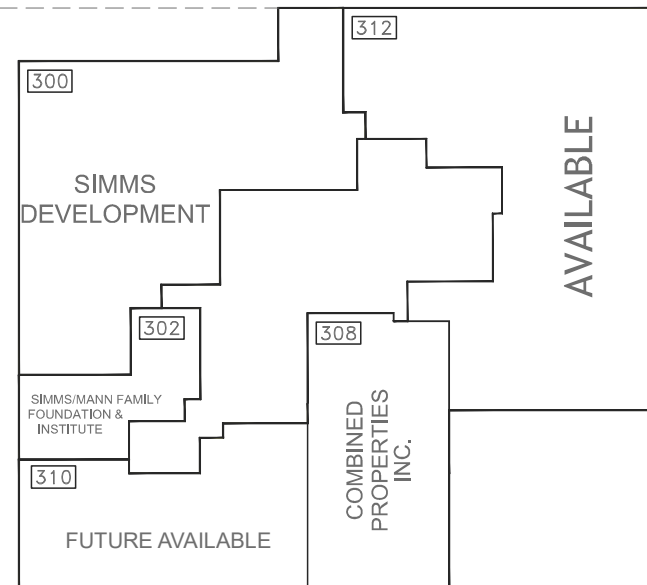 312
300
AVAILABLE
SIMMS
DEVELOPMENT
302
308
SIMMS/MANN FAMILY
FOUNDATION &
INSTITUTE
COMBINED
PROPERTIES
INC.
310
FUTURE AVAILABLE